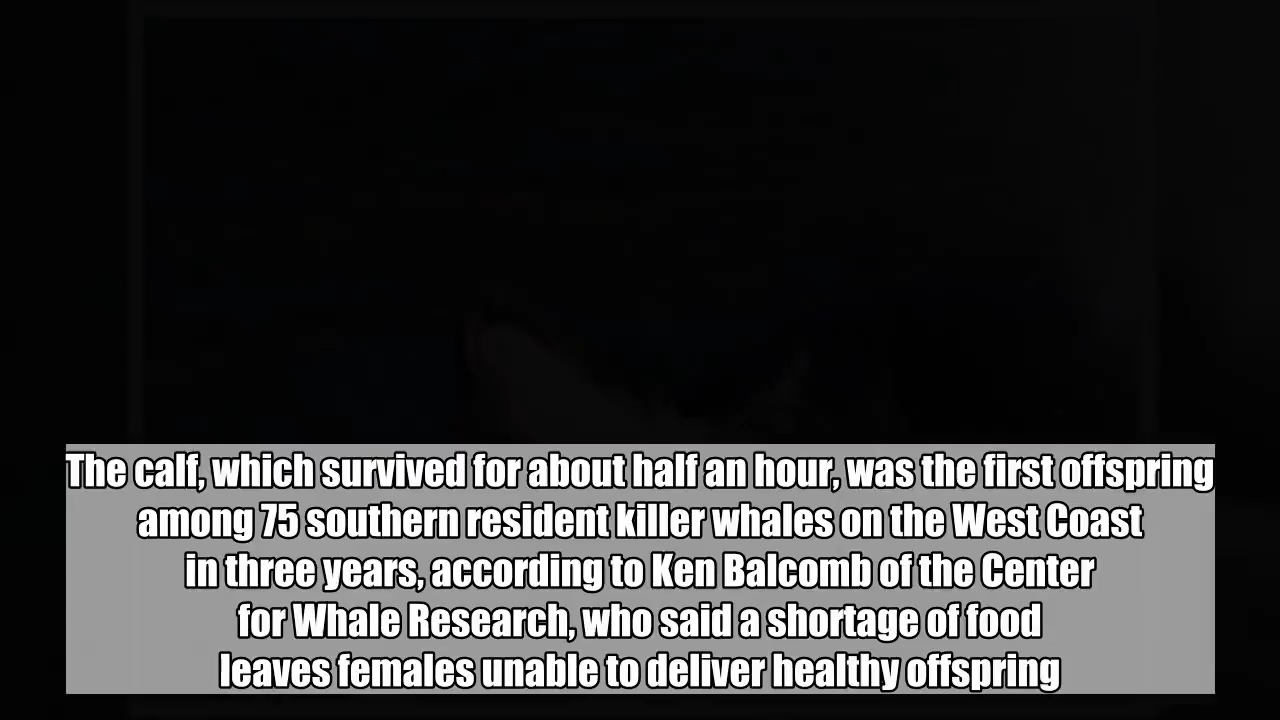 The calf, which survived for about half an hour, was the first offspring
among 75 southern resident killer whales on the West Coast
in three years, according to Ken Balcomb of the Center
for Whale Research, who said a shortage of food
leaves females unable to deliver healthy offspring